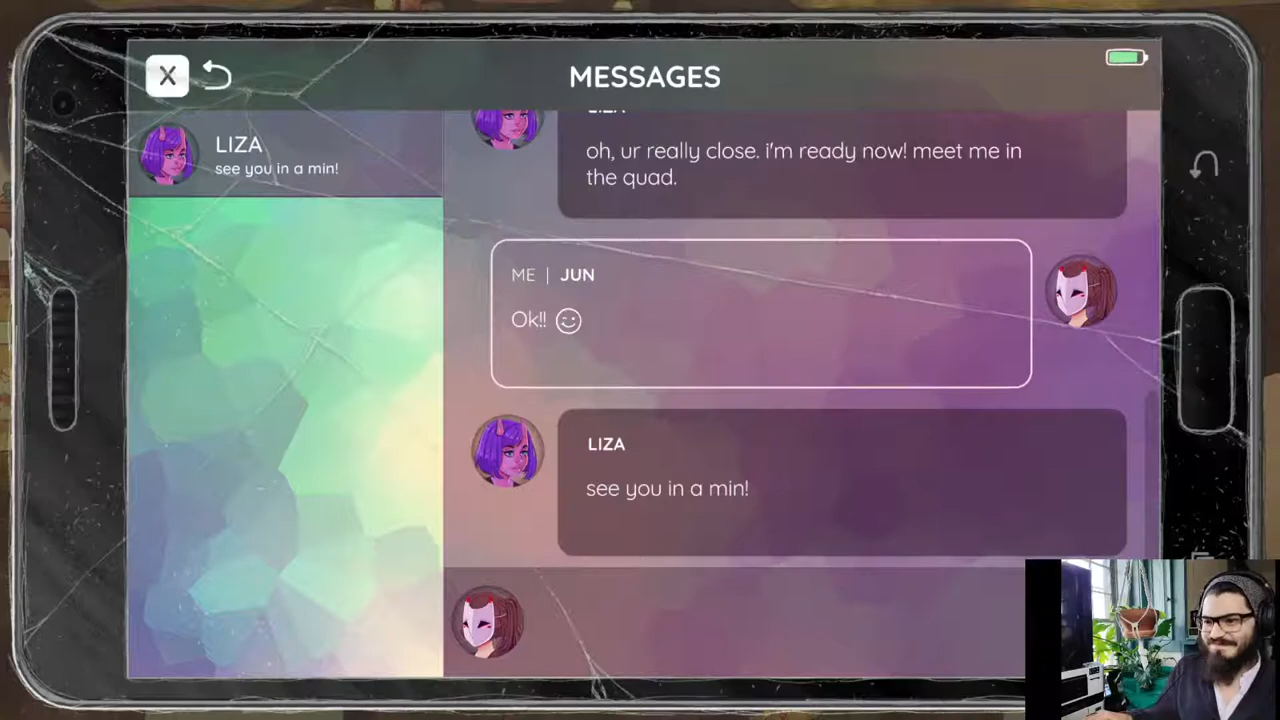 X
MESSAGES
LIZA
see you in a min!
oh, ur really close. i'm ready now! meet me in
the quad.
ME | JUN
Ok!!
LIZA
see you in a min!